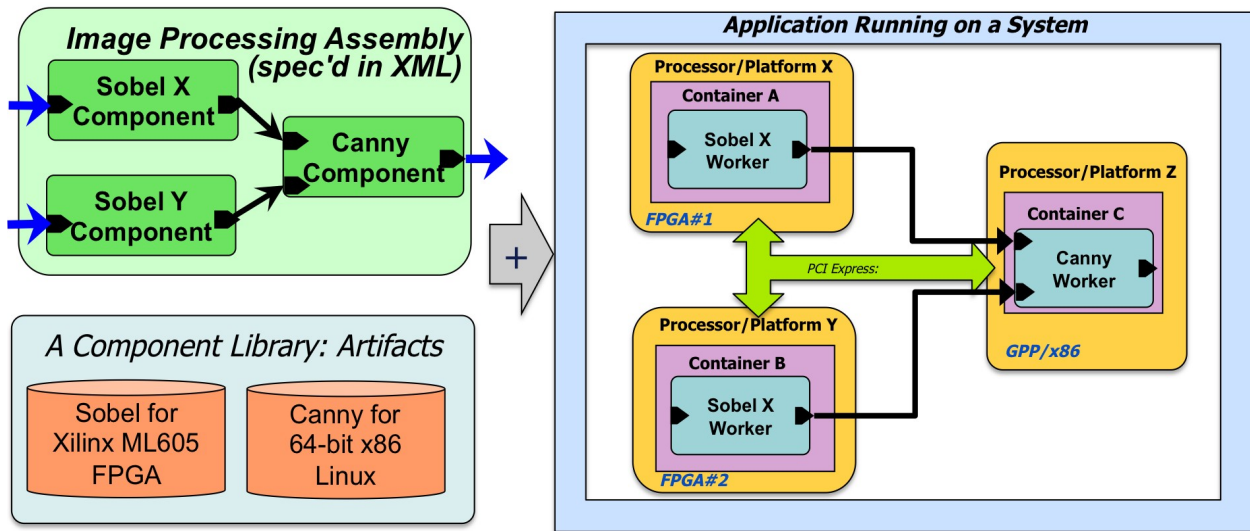 Image Processing Assembly
(spec'd in XML)
Sobel X
Component
Canny
Component
Sobel Y
Component
A Component Library: Artifacts
Sobel for
Xilinx ML605
FPGA
Canny for
64-bit x86
Linux
+
Application Running on a System
Processor/Platform X
Container A
Sobel X
Worker
FPGA#1
PCI Express:
Processor/Platform Y
Container B
Sobel X
Worker
FPGA#2
Processor/Platform Z
Container C
Canny
Worker
GPP/x86